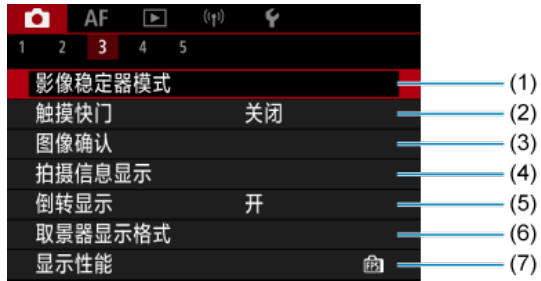 AF
1 2 3 4 5
影像稳定器模式 (1)
触摸快门 关闭 (2)
图像确认 (3)
拍摄信息显示 (4)
倒转显示 开 (5)
取景器显示格式 (6)
显示性能 FPS (7)